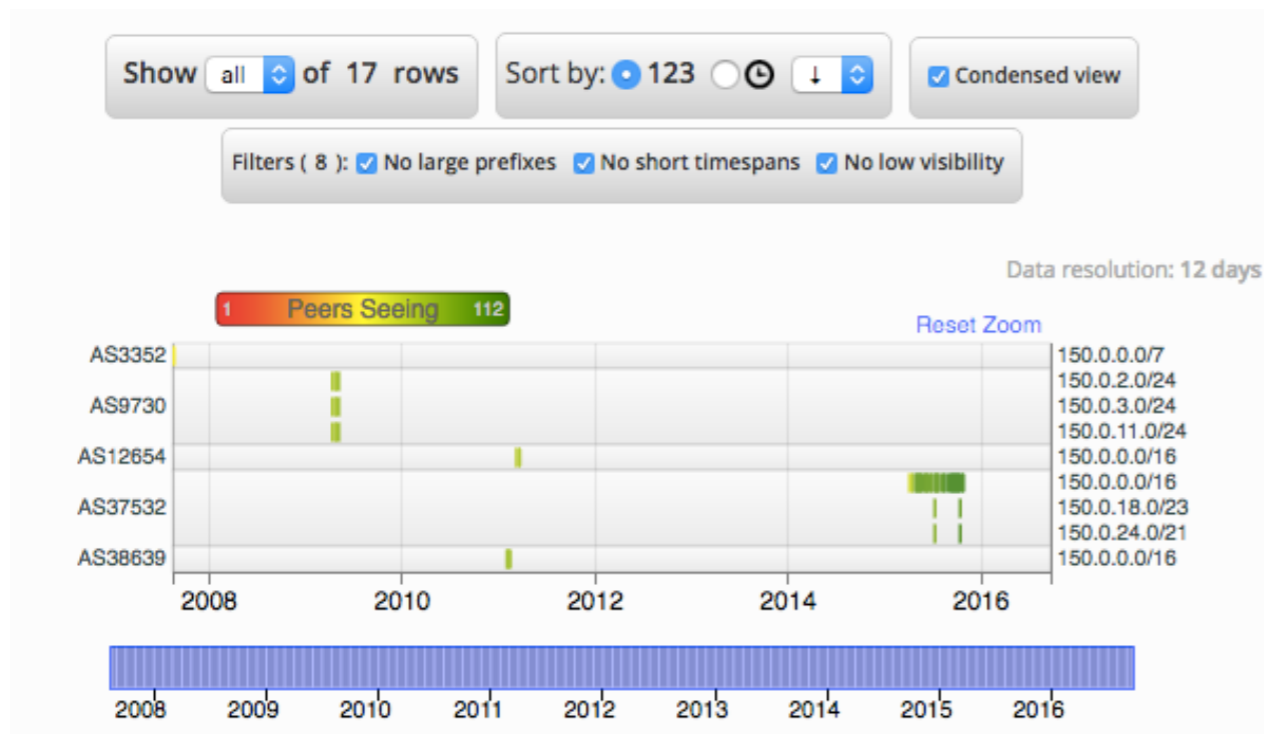 Show all of 17 rows Sort by: 123 ↓ Condensed view
Filters ( 8 ): No large prefixes No short timespans No low visibility
Data resolution: 12 days
1 Peers Seeing 112
Reset Zoom
AS3352 150.0.0.0/7
150.0.2.0/24
AS9730 150.0.3.0/24
150.0.11.0/24
AS12654 150.0.0.0/16
150.0.0.0/16
AS37532 150.0.18.0/23
150.0.24.0/21
AS38639 150.0.0.0/16
2008 2010 2012 2014 2016
2008 2009 2010 2011 2012 2013 2014 2015 2016